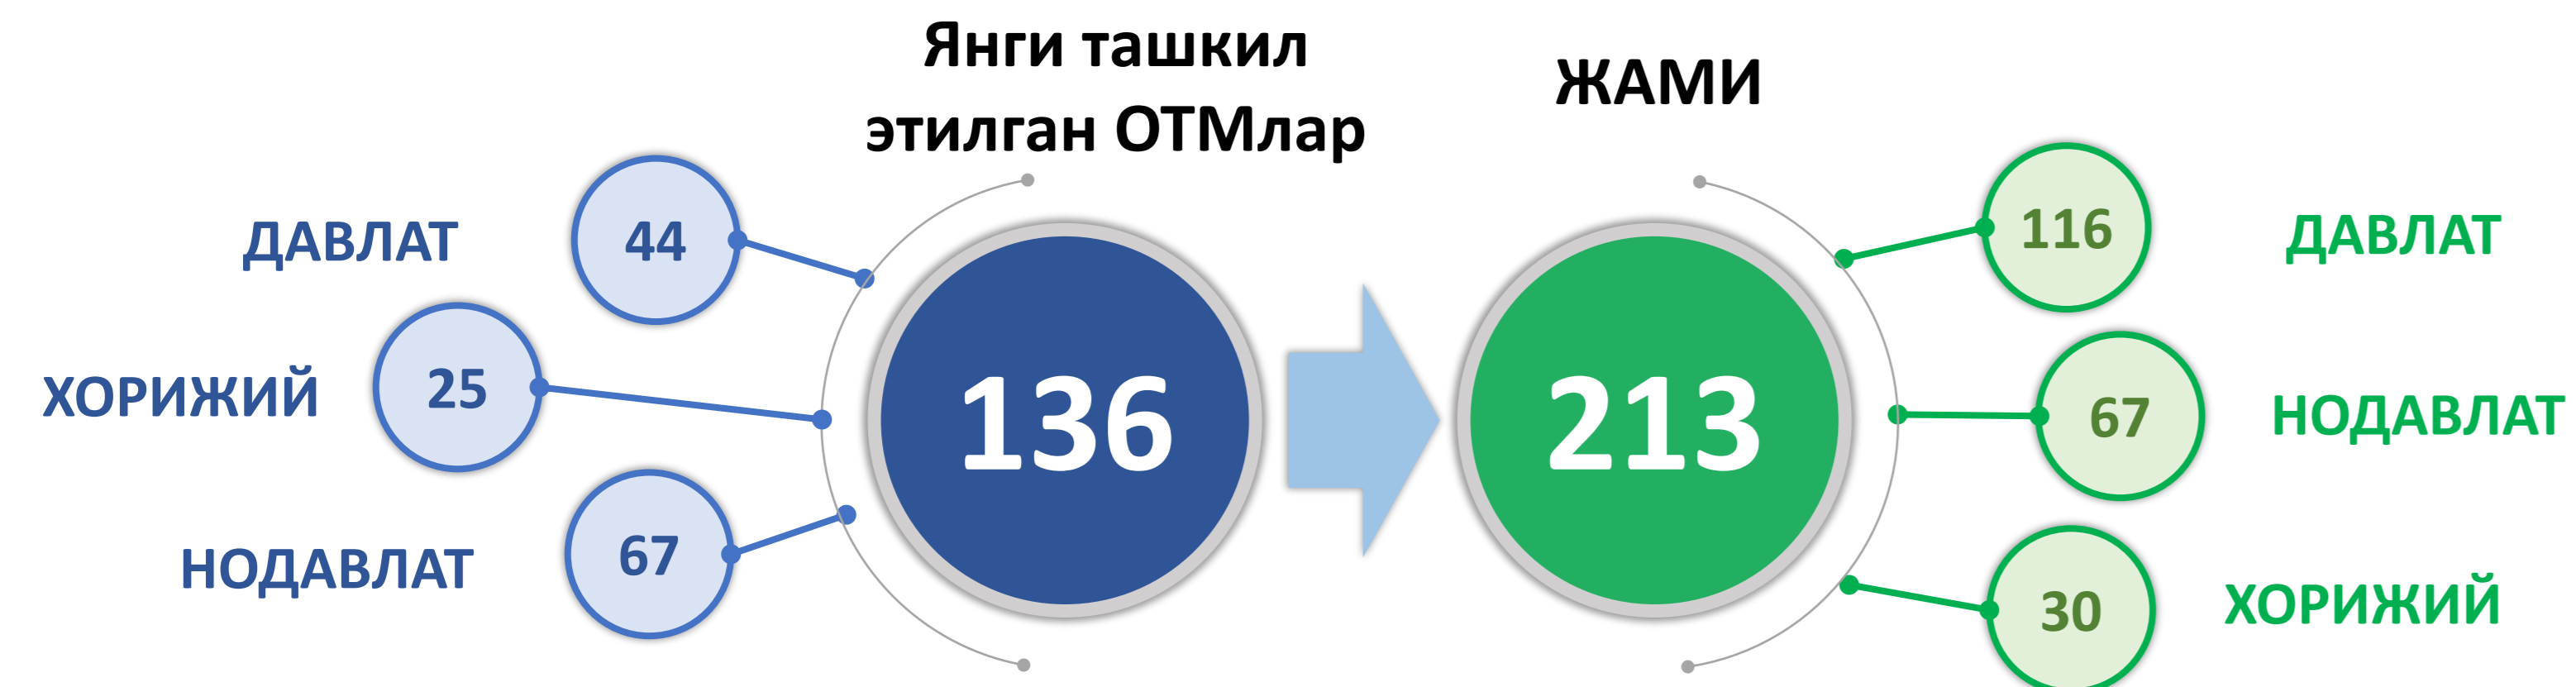 Янги ташкил
этилган ОТМлар
ДАВЛАТ
44
ХОРИЖИЙ
25
НОДАВЛАТ
67
136
ЖАМИ
213
116
ДАВЛАТ
67
НОДАВЛАТ
30
ХОРИЖИЙ